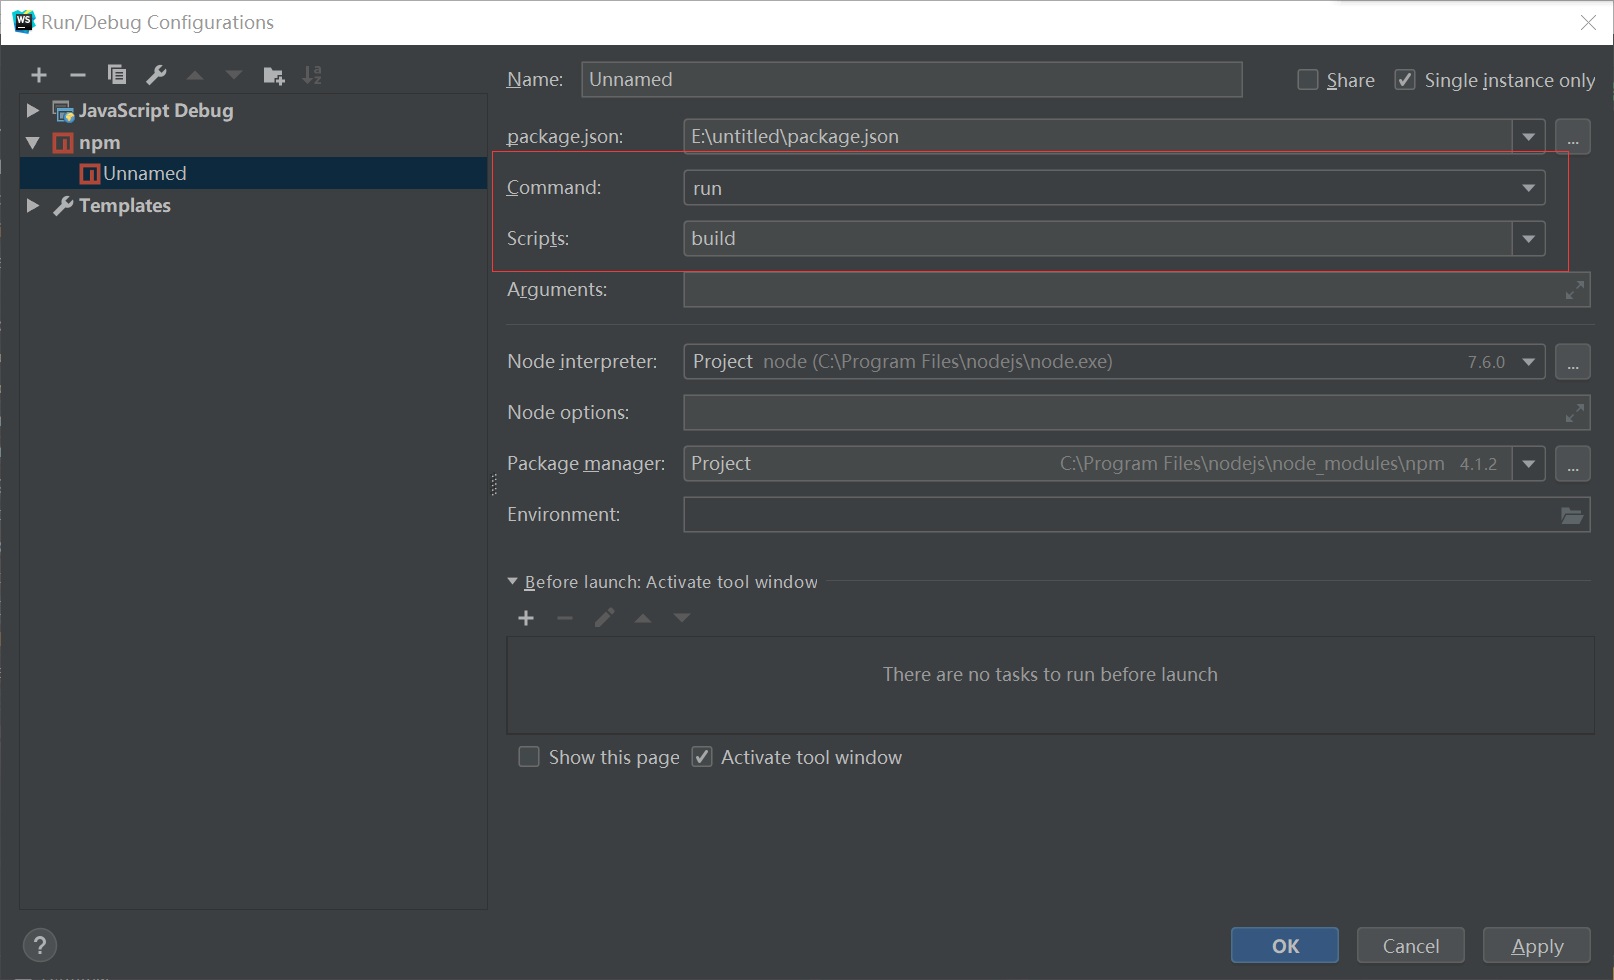 WS Run/Debug Configurations
Name: Unnamed Share Single instance only
JavaScript Debug
npm
Unnamed
Templates
package.json: E:\untitled\package.json ...
Command: run
Scripts: build
Arguments:
Node interpreter: Project node (C:\Program Files\nodejs\node.exe) 7.6.0 ...
Node options:
Package manager: Project C:\Program Files\nodejs\node_modules\npm 4.1.2 ...
Environment:
Before launch: Activate tool window
There are no tasks to run before launch
Show this page Activate tool window
? OK Cancel Apply